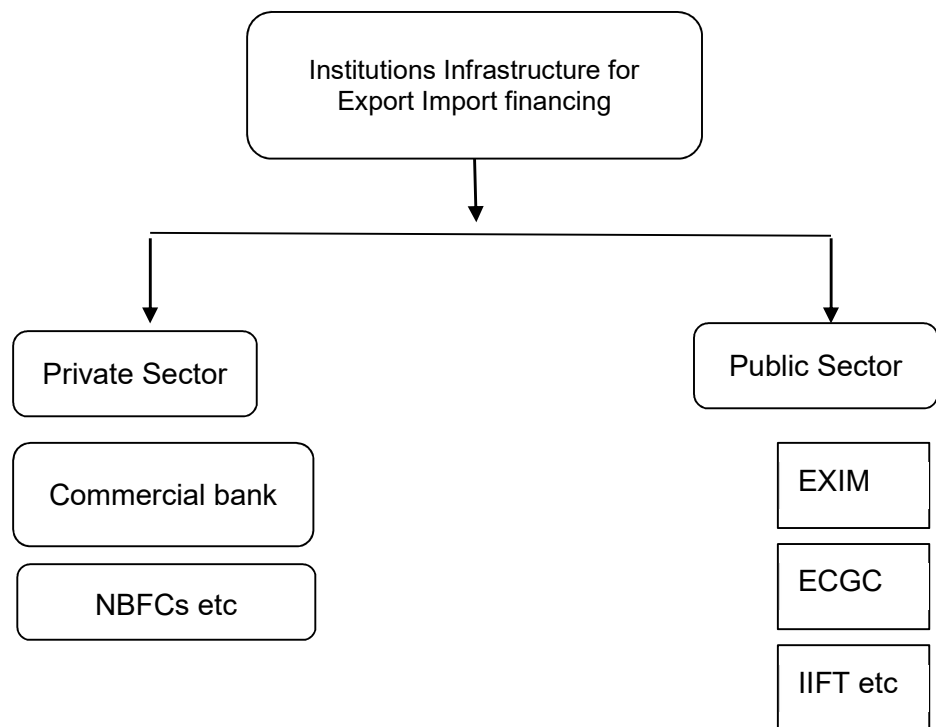 Institutions Infrastructure for
Export Import financing
Private Sector
Public Sector
Commercial bank
EXIM
NBFCs etc
ECGC
IIFT etc